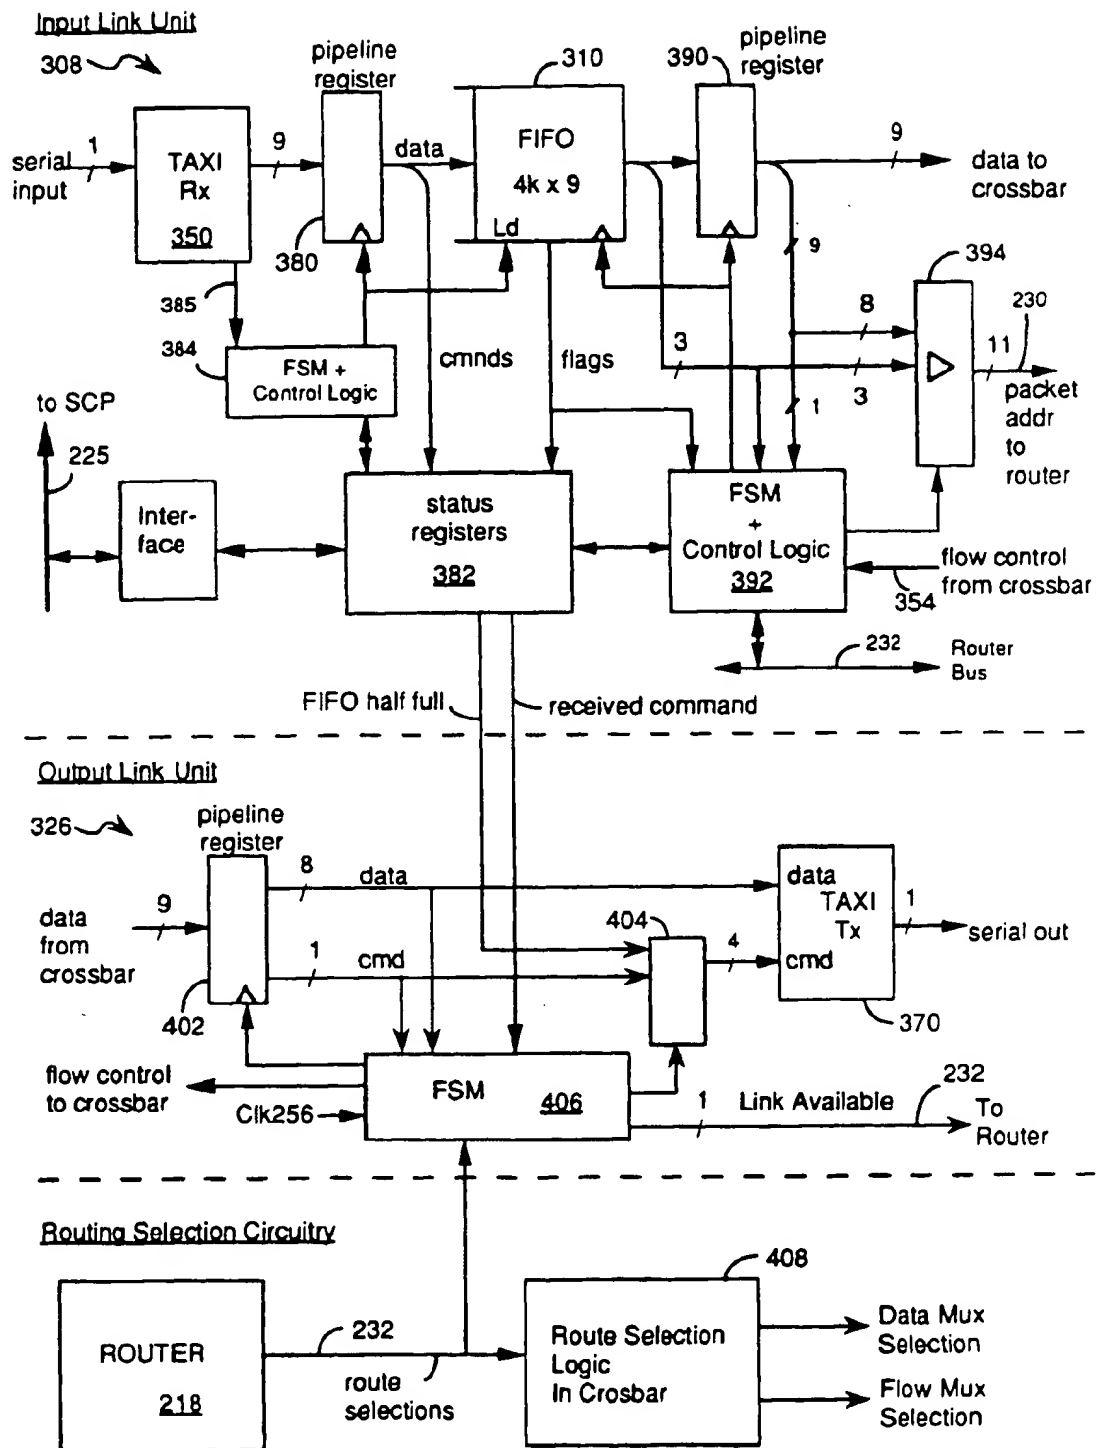 Input Link Unit
308
pipeline
register
310
390
pipeline
register
serial
input
1
TAXI
Rx
350
9
data
FIFO
4k x 9
Ld
9
data to
crossbar
380
385
384
FSM +
Control Logic
cmnds
flags
3
9
394
8
3
1
11
230
packet
addr
to
router
to SCP
225
Inter-
face
status
registers
382
FSM
+
Control Logic
392
flow control
from crossbar
354
232
Router
Bus
FIFO half full
received command
Output Link Unit
326
pipeline
register
9
data
from
crossbar
402
8
data
1
cmd
404
4
data
TAXI
Tx
cmd
370
1
serial out
flow control
to crossbar
Clk256
FSM
406
1
Link Available
232
To
Router
Routing Selection Circuitry
ROUTER
218
232
route
selections
408
Route Selection
Logic
In Crosbar
Data Mux
Selection
Flow Mux
Selection